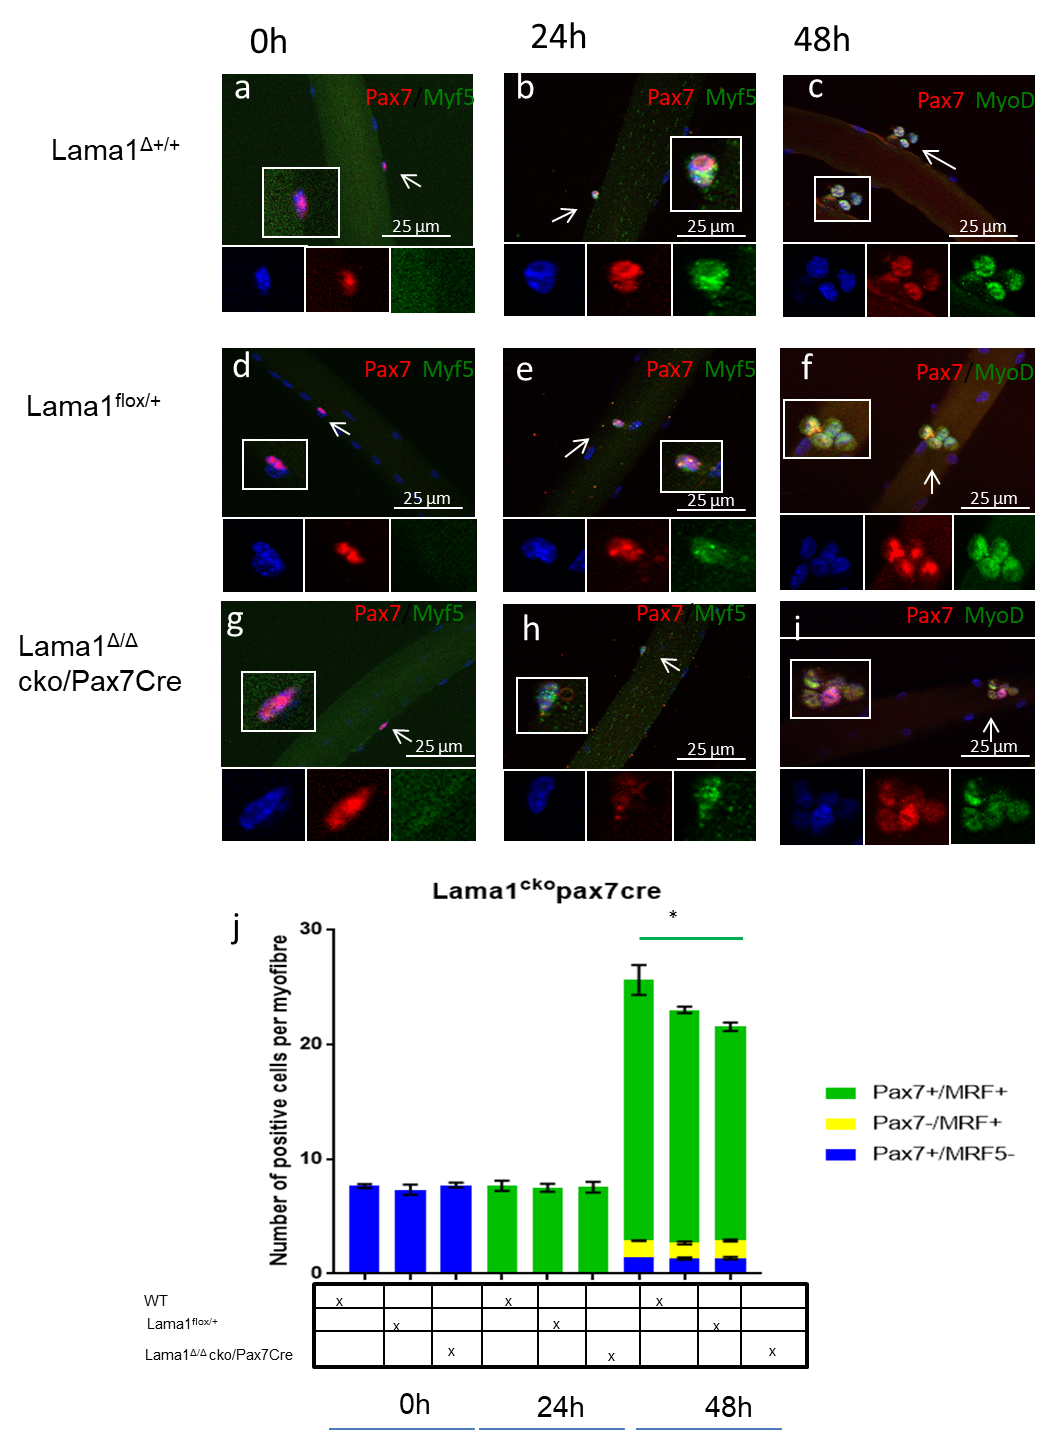 0h 24h 48h
Lama1Δ+/+
a Pax7/Myf5 25 µm
b Pax7 Myf5 25 µm
c Pax7 MyoD 25 µm
Lama1flox/+
d Pax7 Myf5 25 µm
e Pax7 Myf5 25 µm
f Pax7/MyoD 25 µm
Lama1Δ/Δ
cko/Pax7Cre
g Pax7/Myf5 25 µm
h Pax7/Myf5 25 µm
i Pax7 MyoD 25 µm
Lama1ckopax7cre
j
*
Number of positive cells per myofibre
30
20
10
0
Pax7+/MRF+
Pax7-/MRF+
Pax7+/MRF5-
WT x x x
Lama1flox/+ x x x
Lama1Δ/Δ cko/Pax7Cre x x x
0h 24h 48h